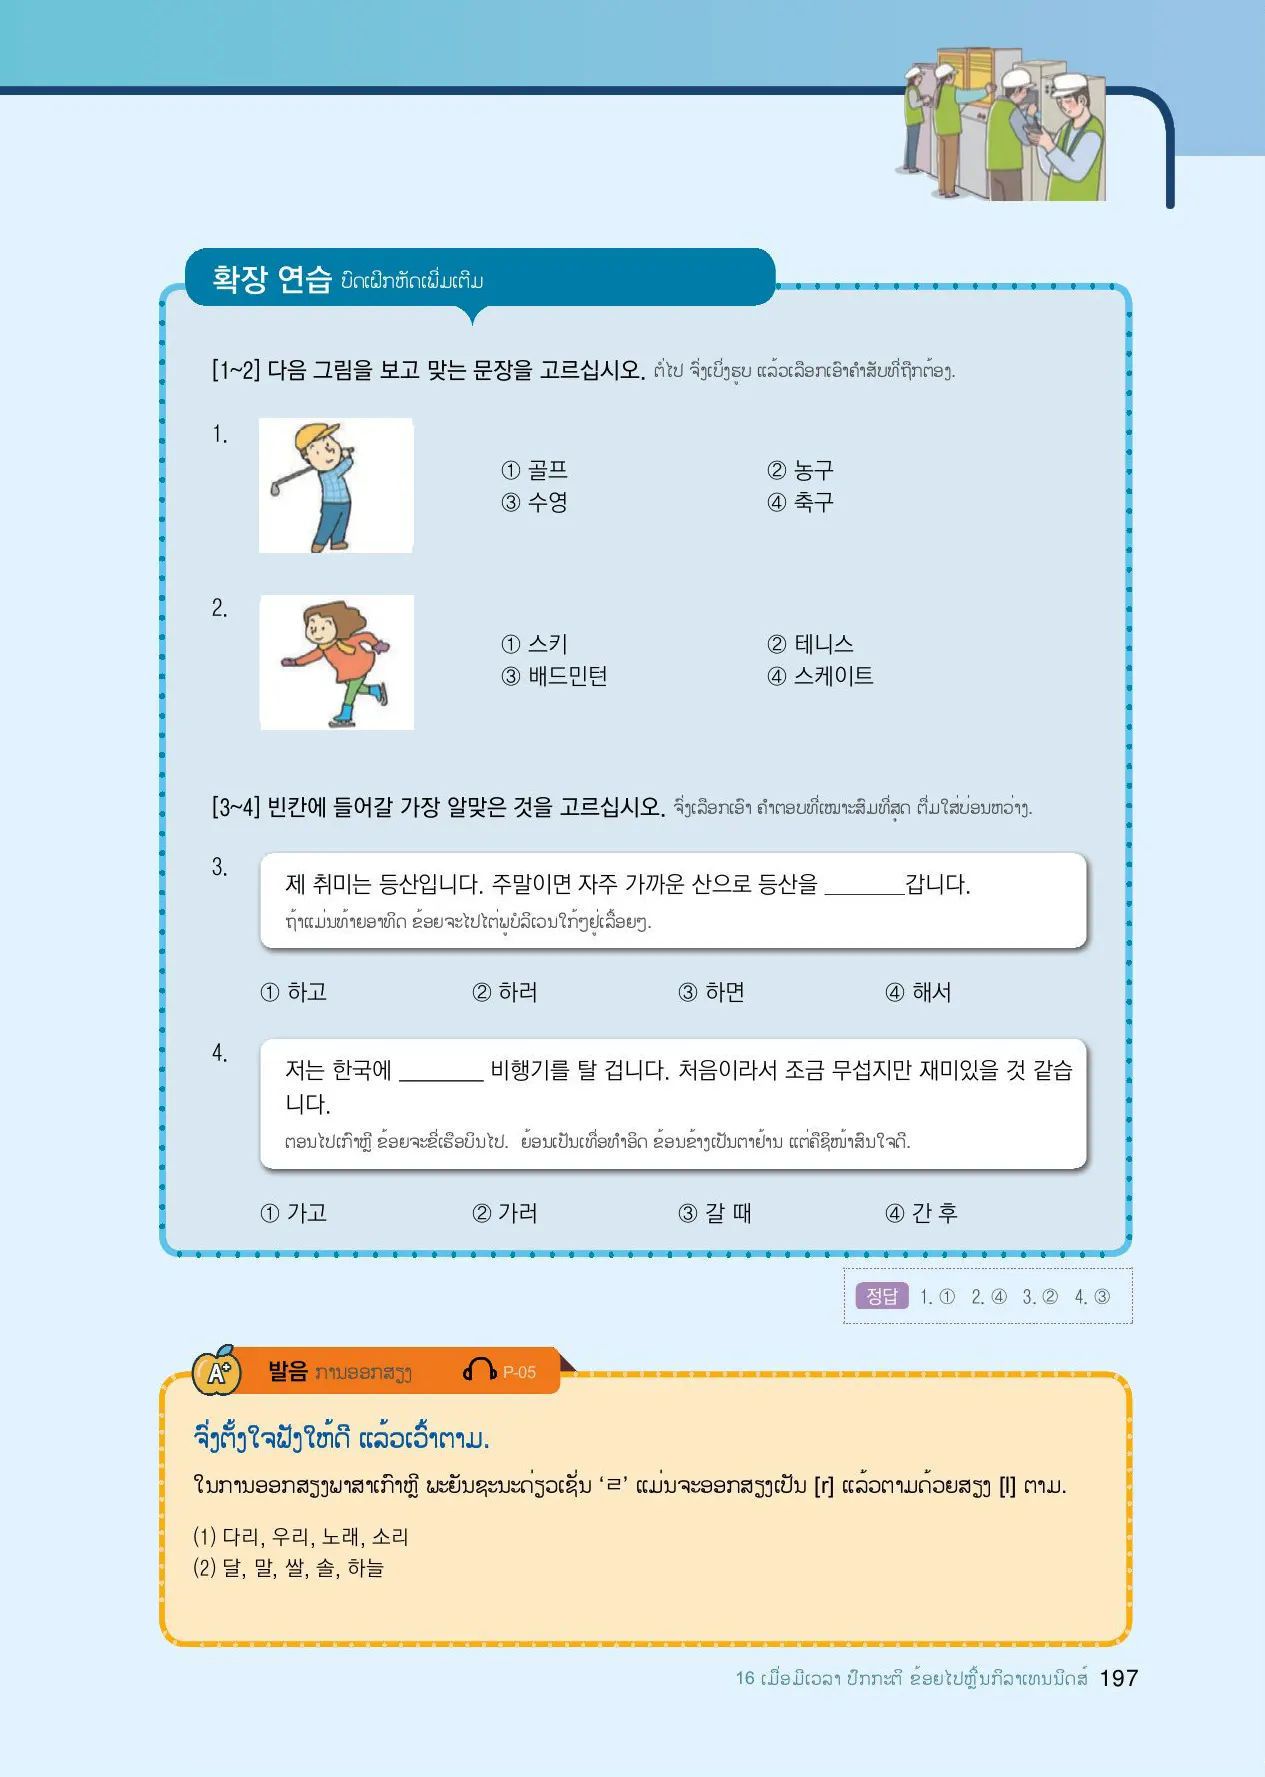 확장 연습 ບົດເຝິກຫັດເພີ່ມເຕີມ
[1~2] 다음 그림을 보고 맞는 문장을 고르십시오. ຕໍ່ໄປ ຈົ່ງເບິ່ງຮູບ ແລ້ວເລືອກເອົາຄຳສັບທີ່ຖືກຕ້ອງ.
1.
① 골프 ② 농구
③ 수영 ④ 축구
2.
① 스키 ② 테니스
③ 배드민턴 ④ 스케이트
[3~4] 빈칸에 들어갈 가장 알맞은 것을 고르십시오. ຈົ່ງເລືອກເອົາ ຄຳຕອບທີ່ເໝາະສົມທີ່ສຸດ ຕື່ມໃສ່ບ່ອນຫວ່າງ.
3.
제 취미는 등산입니다. 주말이면 자주 가까운 산으로 등산을 ________갑니다.
ຖ້າແມ່ນທ້າຍອາທິດ ຂ້ອຍຈະໄປໄຕ່ພູບໍລິເວນໃກ້ໆຢູ່ເລື້ອຍໆ.
① 하고 ② 하러 ③ 하면 ④ 해서
4.
저는 한국에 ________ 비행기를 탈 겁니다. 처음이라서 조금 무섭지만 재미있을 것 같습
니다.
ຕອນໄປເກົາຫຼີ ຂ້ອຍຈະຂີ່ເຮືອບິນໄປ. ຍ້ອນເປັນເທື່ອທຳອິດ ຂ້ອນຂ້າງເປັນຕາຢ້ານ ແຕ່ຄືຊິໜ້າສົນໃຈດີ.
① 가고 ② 가러 ③ 갈 때 ④ 간 후
정답 1. ① 2. ④ 3. ② 4. ③
A+ 발음 ການອອກສຽງ P-05
ຈົ່ງຕັ້ງໃຈຟັງໃຫ້ດີ ແລ້ວເວົ້າຕາມ.
ໃນການອອກສຽງພາສາເກົາຫຼີ ພະຍັນຊະນະດ່ຽວເຊັ່ນ ‘ㄹ’ ແມ່ນຈະອອກສຽງເປັນ [r] ແລ້ວຕາມດ້ວຍສຽງ [l] ຕາມ.
(1) 다리, 우리, 노래, 소리
(2) 달, 말, 쌀, 솔, 하늘
16 ເມື່ອມີເວລາ ປົກກະຕິ ຂ້ອຍໄປຫຼິ້ນກິລາເທນນິດສ໌ 197